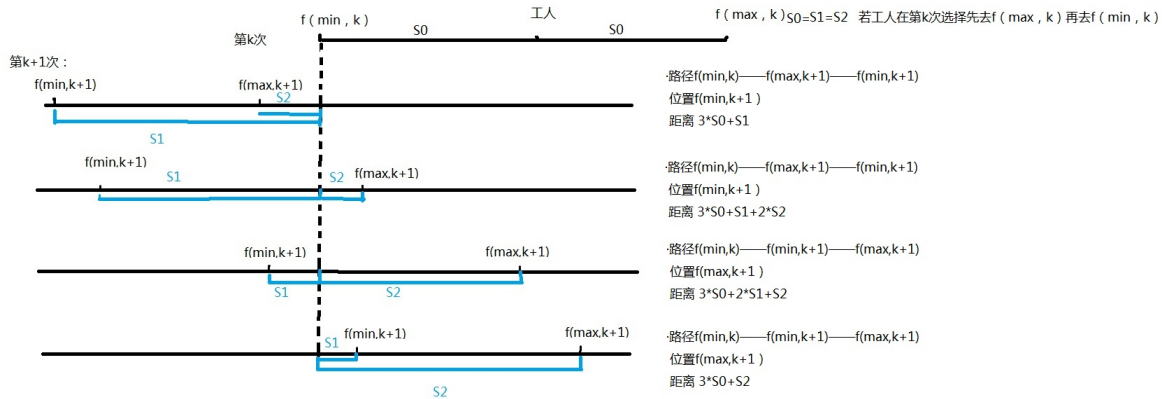 工人
f ( min , k )
f ( max , k ) S0=S1=S2 若工人在第k次选择先去f ( max , k ) 再去f ( min , k )
S0 S0
第k次
第k+1次 :
f(min,k+1) f(max,k+1)
S2
S1
·路径f(min,k)——f(max,k+1)——f(min,k+1)
位置f(min,k+1 )
距离 3*S0+S1
f(min,k+1) S1 S2 f(max,k+1)
·路径f(min,k)——f(max,k+1)——f(min,k+1)
位置f(min,k+1 )
距离 3*S0+S1+2*S2
f(min,k+1) f(max,k+1)
S1 S2
·路径f(min,k)——f(min,k+1)——f(max,k+1)
位置f(max,k+1 )
距离 3*S0+2*S1+S2
S1 f(min,k+1) f(max,k+1)
S2
·路径f(min,k)——f(min,k+1)——f(max,k+1)
位置f(max,k+1 )
距离 3*S0+S2